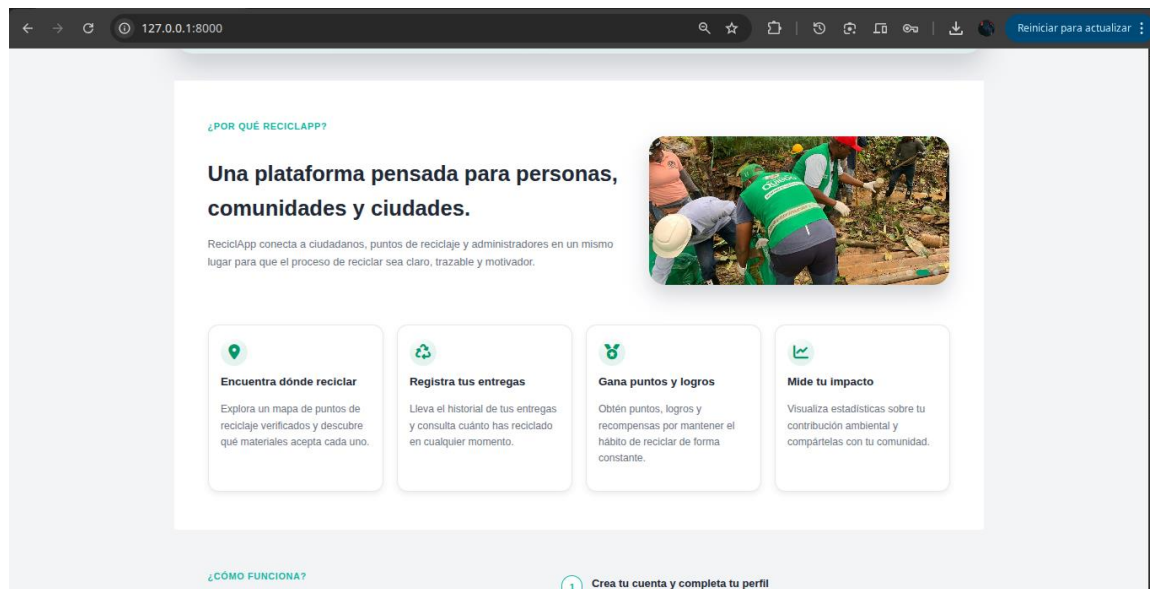 127.0.0.1:8000
Reiniciar para actualizar
¿POR QUÉ RECICLAPP?
Una plataforma pensada para personas,
comunidades y ciudades.
ReciclApp conecta a ciudadanos, puntos de reciclaje y administradores en un mismo
lugar para que el proceso de reciclar sea claro, trazable y motivador.
Encuentra dónde reciclar
Explora un mapa de puntos de
reciclaje verificados y descubre
qué materiales acepta cada uno.
Registra tus entregas
Lleva el historial de tus entregas
y consulta cuánto has reciclado
en cualquier momento.
Gana puntos y logros
Obtén puntos, logros y
recompensas por mantener el
hábito de reciclar de forma
constante.
Mide tu impacto
Visualiza estadísticas sobre tu
contribución ambiental y
compártelas con tu comunidad.
¿CÓMO FUNCIONA?
1
Crea tu cuenta y completa tu perfil